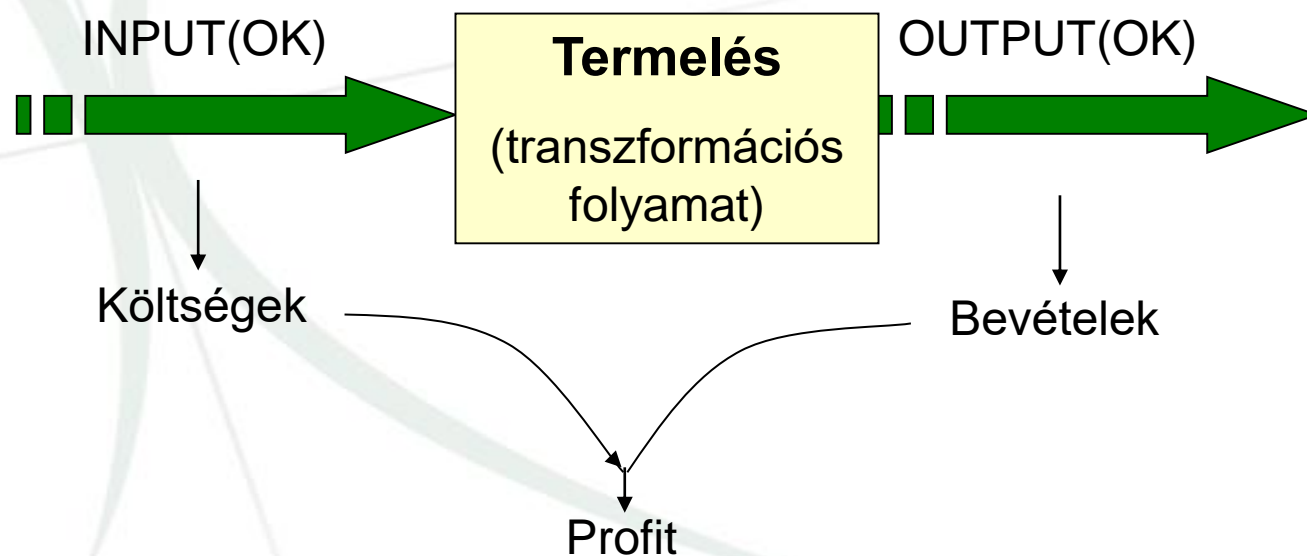 INPUT(OK)
Termelés
(transzformációs
folyamat)
OUTPUT(OK)
Költségek
Bevételek
Profit